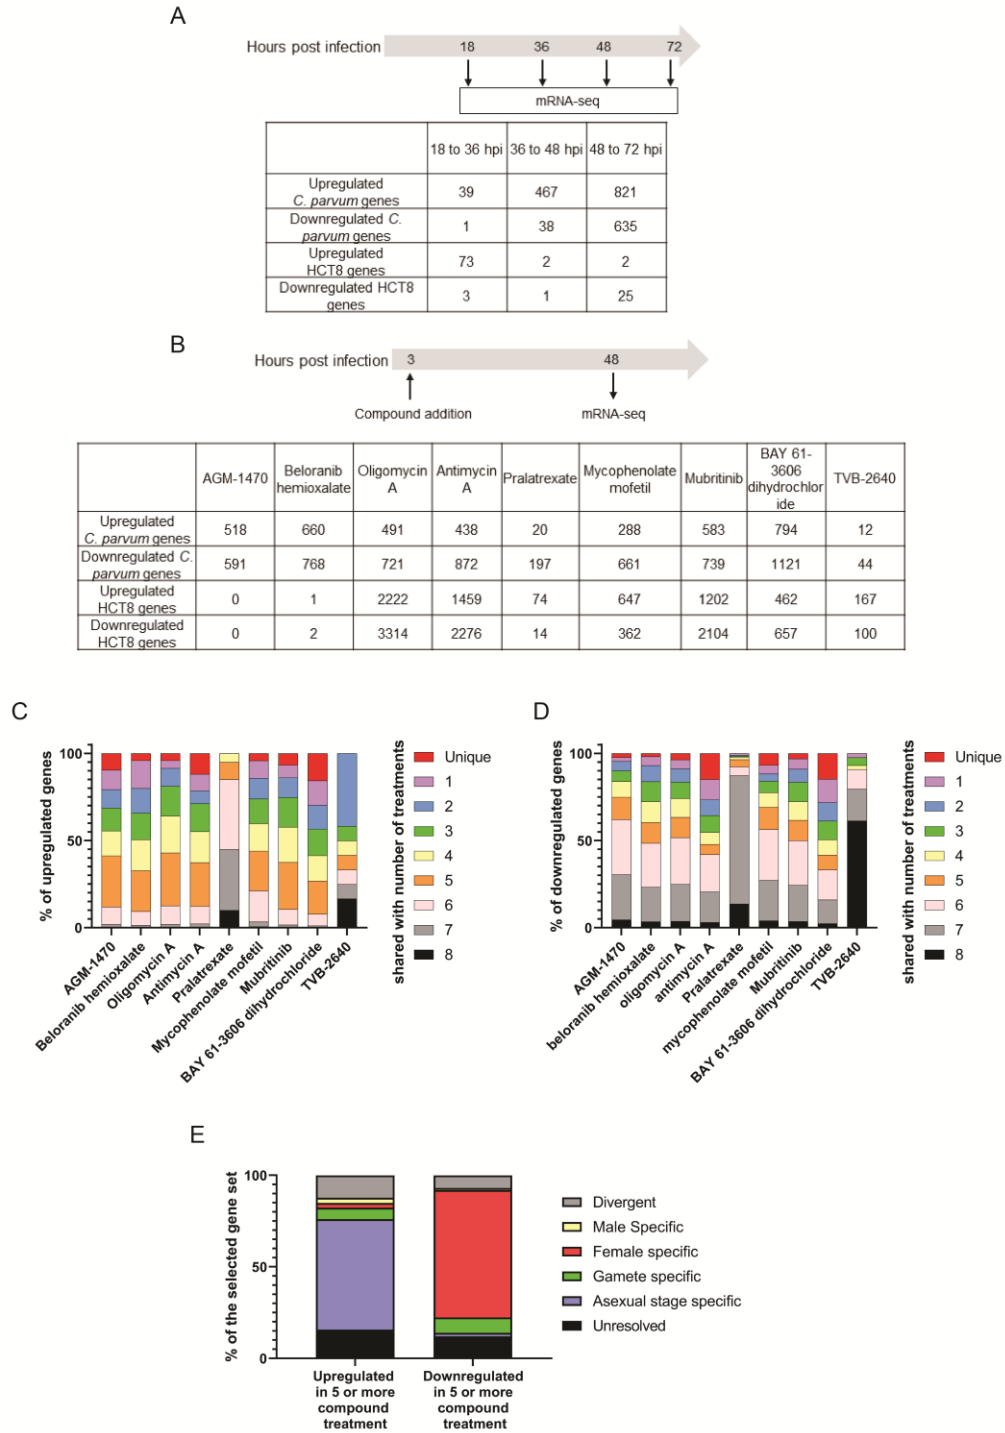 A
Hours post infection 18 36 48 72
mRNA-seq
18 to 36 hpi 36 to 48 hpi 48 to 72 hpi
Upregulated
C. parvum genes 39 467 821
Downregulated C.
parvum genes 1 38 635
Upregulated
HCT8 genes 73 2 2
Downregulated HCT8
genes 3 1 25
B
Hours post infection 3 48
Compound addition mRNA-seq
AGM-1470 Beloranib
hemioxalate Oligomycin
A Antimycin
A Pralatrexate Mycophenolate
mofetil Mubritinib BAY 61-
3606
dihydrochlor
ide TVB-2640
Upregulated
C. parvum genes 518 660 491 438 20 288 583 794 12
Downregulated C.
parvum genes 591 768 721 872 197 661 739 1121 44
Upregulated
HCT8 genes 0 1 2222 1459 74 647 1202 462 167
Downregulated
HCT8 genes 0 2 3314 2276 14 362 2104 657 100
C
% of upregulated genes
100
50
0
AGM-1470
Beloranib hemioxalate
Oligomycin A
Antimycin A
Pralatrexate
Mycophenolate mofetil
Mubritinib
BAY 61-3606 dihydrochloride
TVB-2640
shared with number of treatments
Unique
1
2
3
4
5
6
7
8
D
% of downregulated genes
100
50
0
AGM-1470
beloranib hemioxalate
oligomycin A
antimycin A
Pralatrexate
mycophenolate mofetil
Mubritinib
BAY 61-3606 dihydrochloride
TVB-2640
shared with number of treatments
Unique
1
2
3
4
5
6
7
8
E
% of the selected gene set
100
50
0
Upregulated
in 5 or more
compound
treatment
Downregulated
in 5 or more
compound
treatment
Divergent
Male Specific
Female specific
Gamete specific
Asexual stage specific
Unresolved